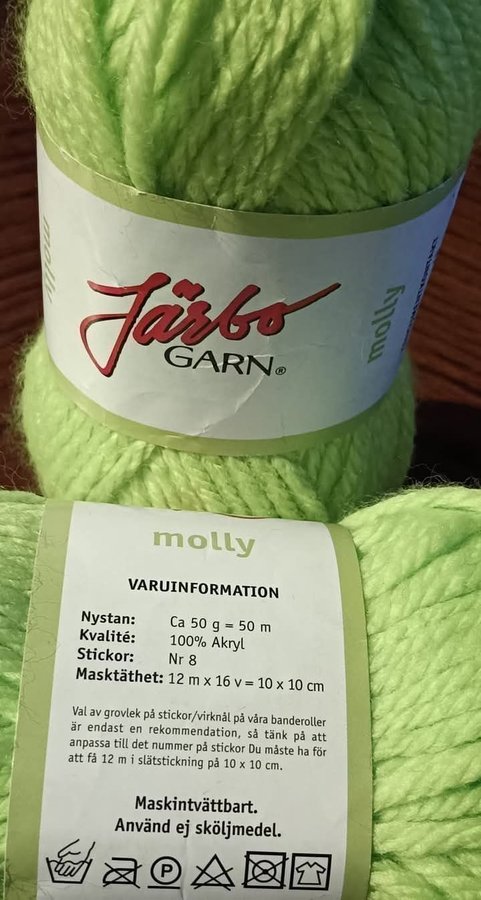 Järbo
GARN®
molly
molly
molly
VARUINFORMATION
Nystan: Ca 50 g = 50 m
Kvalité: 100% Akryl
Stickor: Nr 8
Masktäthet: 12 m x 16 v = 10 x 10 cm
Val av grovlek på stickor/virknål på våra banderoller
är endast en rekommendation, så tänk på att
anpassa till det nummer på stickor Du måste ha för
att få 12 m i slätstickning på 10 x 10 cm.
Maskintvättbart.
Använd ej sköljmedel.
P